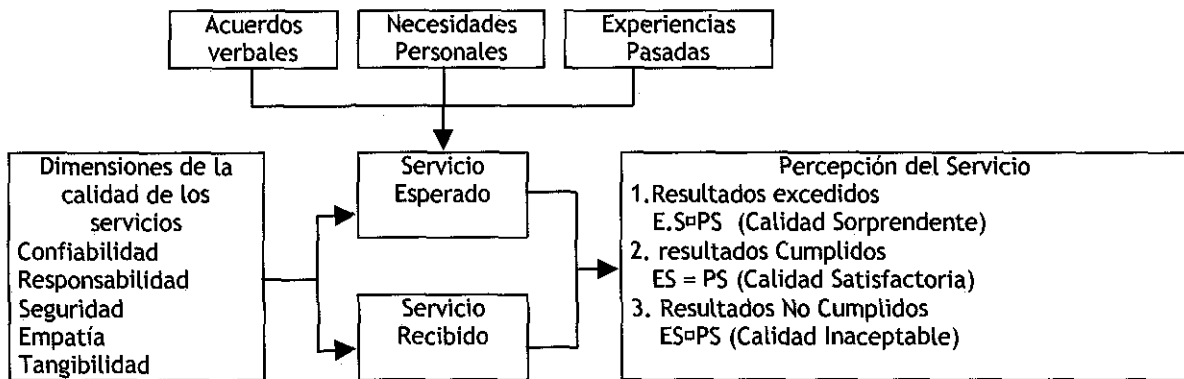 Acuerdos
verbales
Necesidades
Personales
Experiencias
Pasadas
Dimensiones de la
calidad de los
servicios
Confiabilidad
Responsabilidad
Seguridad
Empatía
Tangibilidad
Servicio
Esperado
Servicio
Recibido
Percepción del Servicio
1.Resultados excedidos
E.S¤PS (Calidad Sorprendente)
2. resultados Cumplidos
ES = PS (Calidad Satisfactoria)
3. Resultados No Cumplidos
ES¤PS (Calidad Inaceptable)